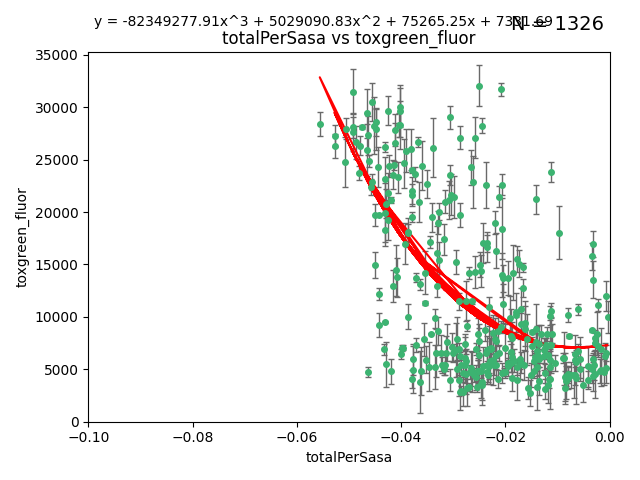 y = -82349277.91x^3 + 5029090.83x^2 + 75265.25x + 7331.69
N = 1326
totalPerSasa vs toxgreen_fluor
35000
30000
25000
20000
15000
10000
5000
0
toxgreen_fluor
−0.10 −0.08 −0.06 −0.04 −0.02 0.00
totalPerSasa